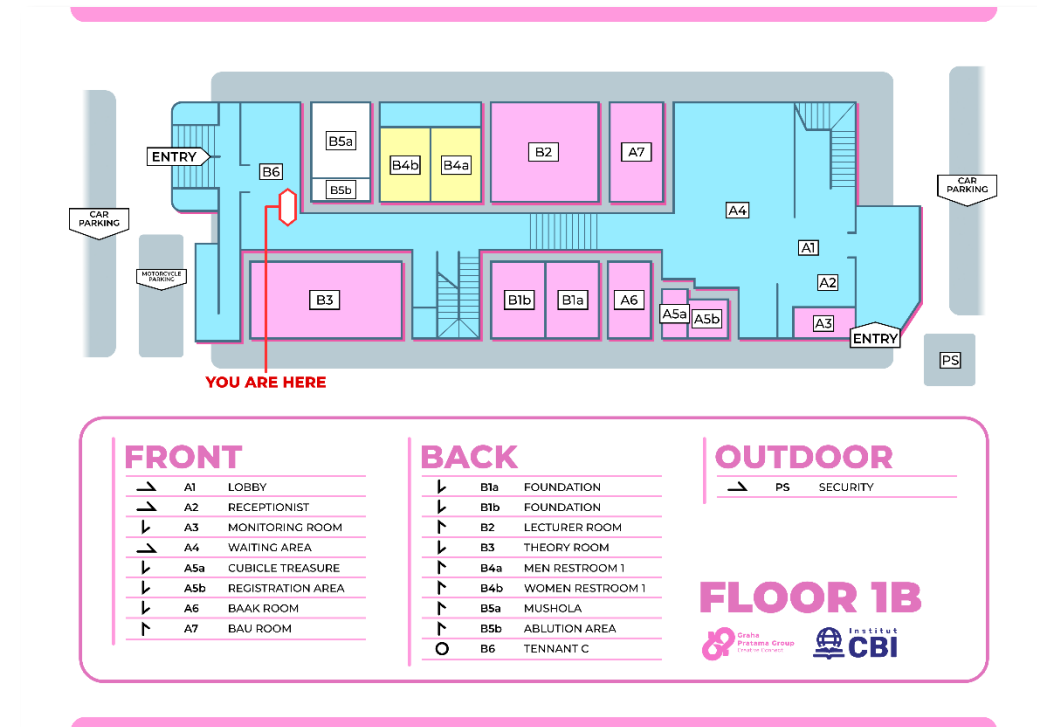 ENTRY
B6
B5a
B5b
B4b
B4a
B2
A7
A4
A1
A2
A3
CAR
PARKING
CAR
PARKING
MOTORCYCLE
PARKING
B3
B1b
B1a
A6
A5a
A5b
ENTRY
PS
YOU ARE HERE
FRONT
A1 LOBBY
A2 RECEPTIONIST
A3 MONITORING ROOM
A4 WAITING AREA
A5a CUBICLE TREASURE
A5b REGISTRATION AREA
A6 BAAK ROOM
A7 BAU ROOM
BACK
B1a FOUNDATION
B1b FOUNDATION
B2 LECTURER ROOM
B3 THEORY ROOM
B4a MEN RESTROOM 1
B4b WOMEN RESTROOM 1
B5a MUSHOLA
B5b ABLUTION AREA
B6 TENNANT C
OUTDOOR
PS SECURITY
FLOOR 1B
Graha
Pratama Group
Creative Connect
Institut
CBI